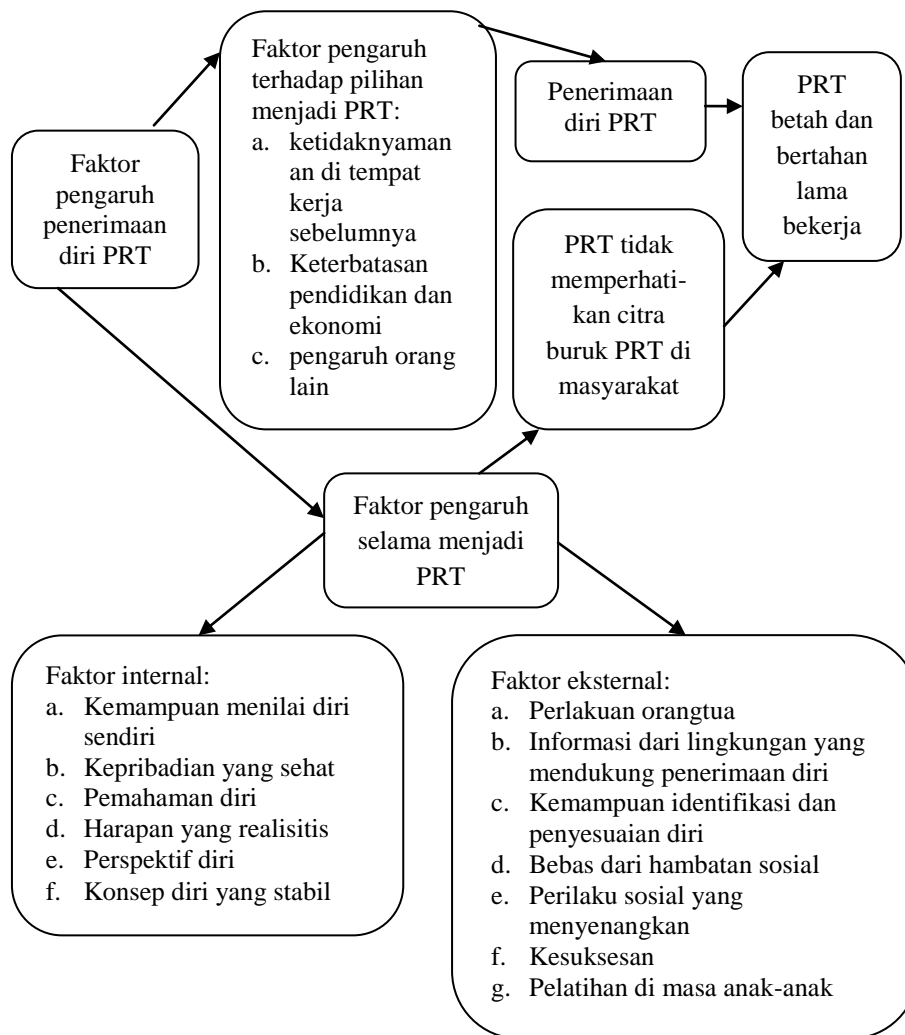 Faktor
pengaruh
penerimaan
diri PRT
Faktor pengaruh
terhadap pilihan
menjadi PRT:
a. ketidaknyaman
an di tempat
kerja
sebelumnya
b. Keterbatasan
pendidikan dan
ekonomi
c. pengaruh orang
lain
Penerimaan
diri PRT
PRT
betah dan
bertahan
lama
bekerja
PRT tidak
memperhati-
kan citra
buruk PRT di
masyarakat
Faktor pengaruh
selama menjadi
PRT
Faktor internal:
a. Kemampuan menilai diri
sendiri
b. Kepribadian yang sehat
c. Pemahaman diri
d. Harapan yang realisitis
e. Perspektif diri
f. Konsep diri yang stabil
Faktor eksternal:
a. Perlakuan orangtua
b. Informasi dari lingkungan yang
mendukung penerimaan diri
c. Kemampuan identifikasi dan
penyesuaian diri
d. Bebas dari hambatan sosial
e. Perilaku sosial yang
menyenangkan
f. Kesuksesan
g. Pelatihan di masa anak-anak